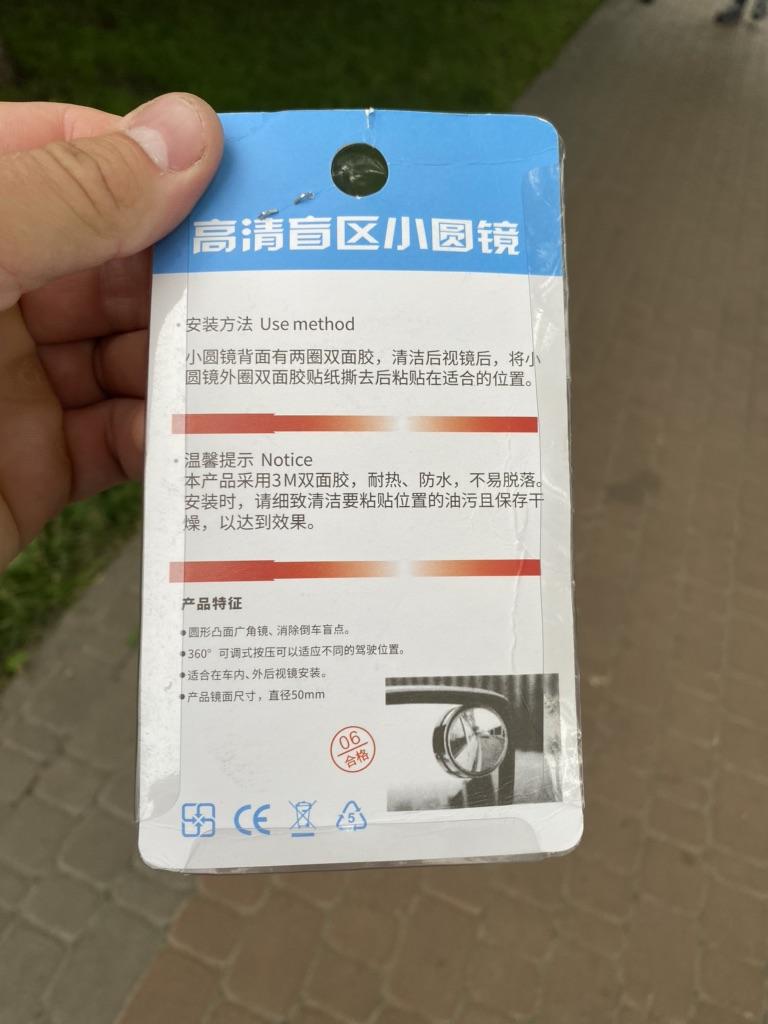 高清盲区小圆镜
·安装方法 Use method
小圆镜背面有两圈双面胶，清洁后视镜后，将小
圆镜外圈双面胶贴纸撕去后粘贴在适合的位置。
·温馨提示 Notice
本产品采用3M双面胶，耐热、防水，不易脱落。
安装时，请细致清洁要粘贴位置的油污且保存干
燥，以达到效果。
产品特征
●圆形凸面广角镜、消除倒车盲点。
●360°可调式按压可以适应不同的驾驶位置。
●适合在车内、外后视镜安装。
●产品镜面尺寸，直径50mm
06
合格
CE
5